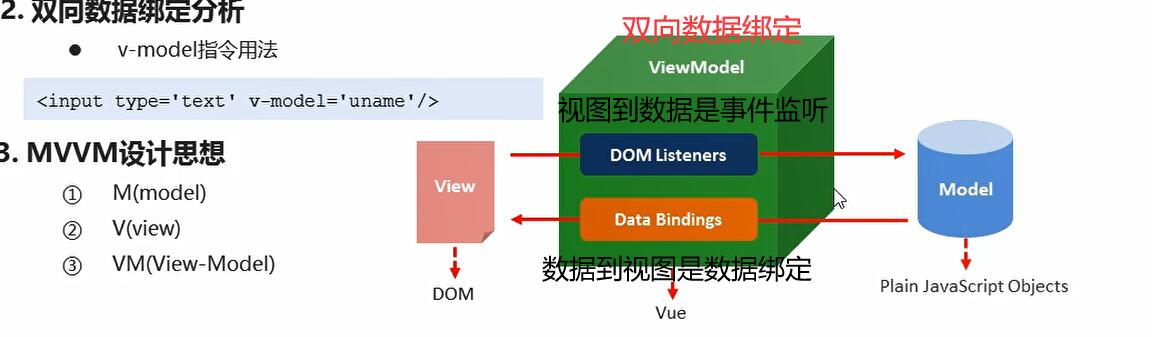 2. 双向数据绑定分析
● v-model指令用法
<input type='text' v-model='uname'/>
3. MVVM设计思想
① M(model)
② V(view)
③ VM(View-Model)
双向数据绑定
ViewModel
视图到数据是事件监听
DOM Listeners
View
Model
Data Bindings
数据到视图是数据绑定
DOM
Vue
Plain JavaScript Objects